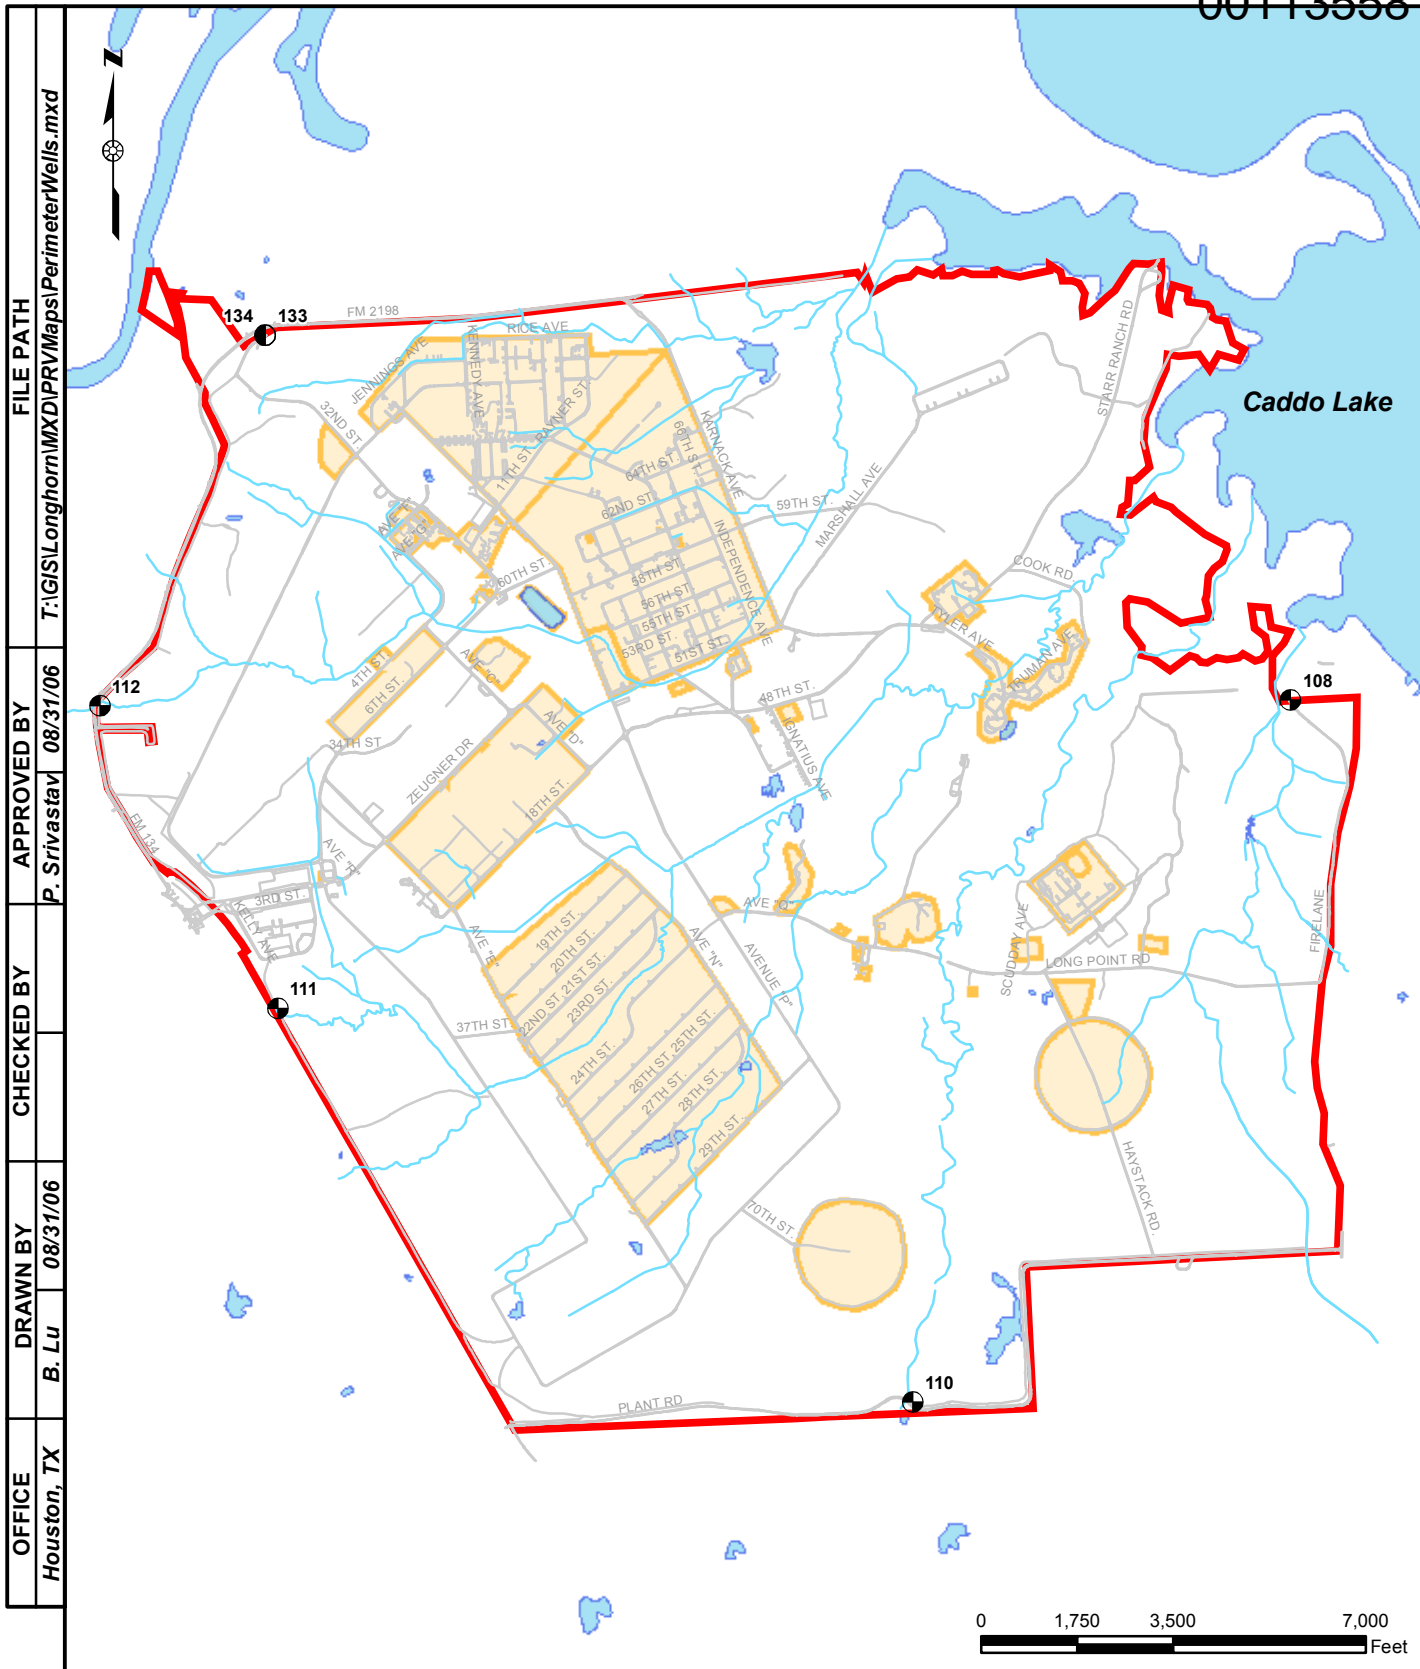 00113558
N
FILE PATH
T:\GIS\Longhorn\MXD\PRVMaps\PerimeterWells.mxd
APPROVED BY
P. Srivastav
08/31/06
CHECKED BY
DRAWN BY
B. Lu
08/31/06
OFFICE
Houston, TX
134
133
FM 2198
RICE AVE
JENNINGS AVE
KENNEDY AVE
STARR RANCH RD
Caddo Lake
32ND ST.
RAYNER ST.
KARNACK AVE
66TH ST.
64TH ST.
11TH ST.
MARSHALL AVE
62ND ST.
59TH ST.
AVE "F"
AVE "G"
INDEPENDENCE AVE
60TH ST.
58TH ST.
COOK RD
56TH ST.
55TH ST.
TYLER AVE
53RD ST.
51ST ST.
TRUMAN AVE
4TH ST.
AVE "C"
112
108
6TH ST.
48TH ST.
34TH ST
AVE "D"
IGNATIUS AVE
ZEUGNER DR
18TH ST.
FM 134
AVE "R"
3RD ST.
AVE "Q"
FIRELANE
KELLY AVE
19TH ST.
AVE "E"
20TH ST.
AVE "N"
SCUDDAY AVE
LONG POINT RD
21ST ST.
AVENUE "P"
111
22ND ST.
23RD ST.
37TH ST.
24TH ST.
25TH ST.
26TH ST.
27TH ST.
28TH ST.
29TH ST.
HAYSTACK RD.
70TH ST.
110
PLANT RD
0 1,750 3,500 7,000
Feet